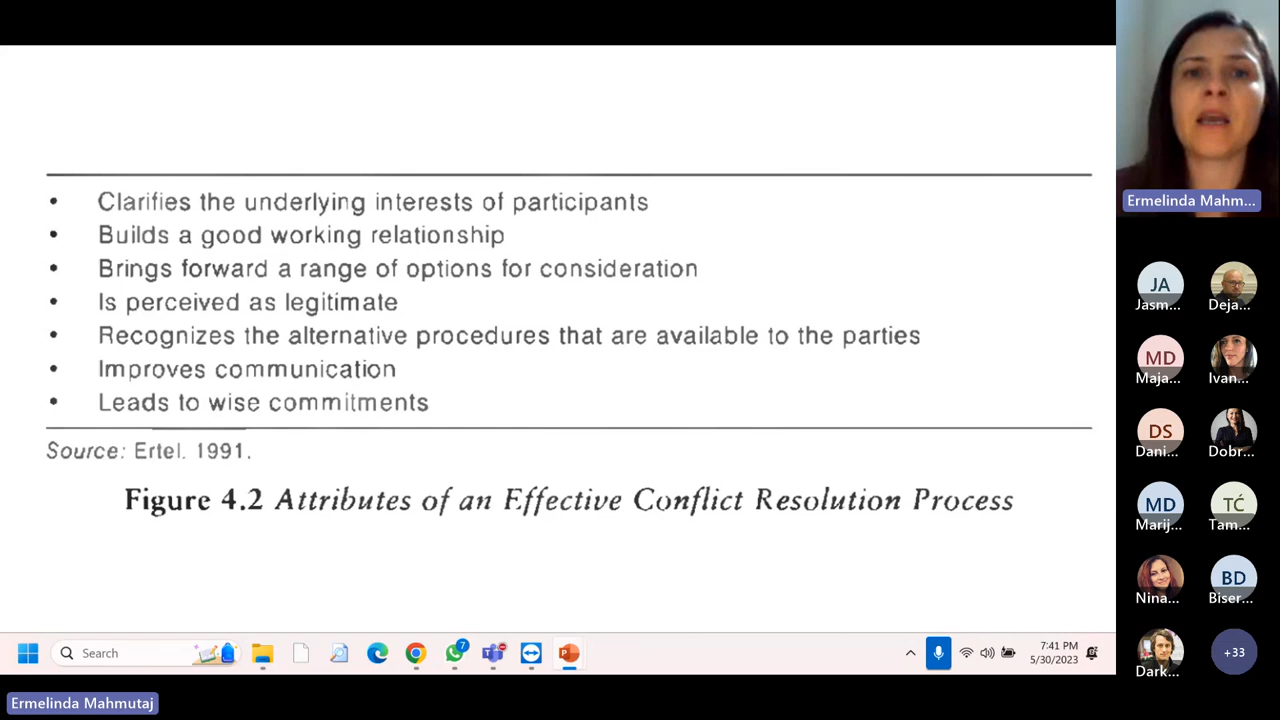 • Clarifies the underlying interests of participants
• Builds a good working relationship
• Brings forward a range of options for consideration
• Is perceived as legitimate
• Recognizes the alternative procedures that are available to the parties
• Improves communication
• Leads to wise commitments
Source: Ertel. 1991.
Figure 4.2 Attributes of an Effective Conflict Resolution Process
Ermelinda Mahm...
JA
Jasm...
Deja...
MD
Maja...
Ivan...
DS
Dani...
Dobr...
MD
Marij...
TĆ
Tam...
Nina...
BD
Biser...
Dark...
+33
Search
7
7:41 PM
5/30/2023
Ermelinda Mahmutaj